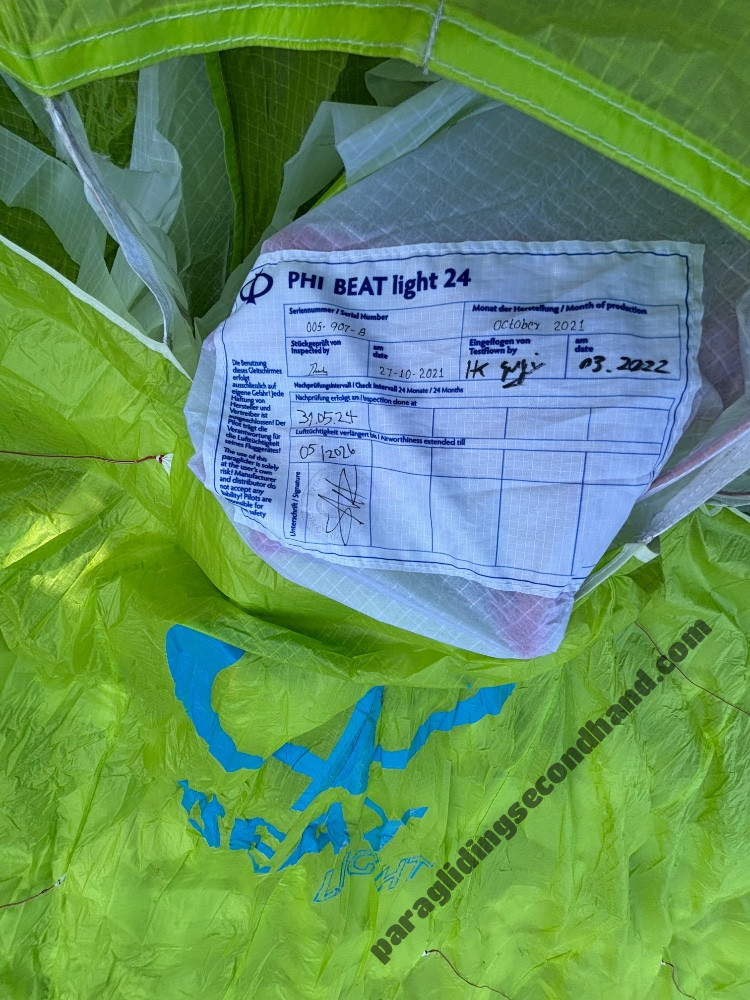 PHI BEAT light 24
Seriennummer / Serial Number
005-907-B
Monat der Herstellung / Month of production
October 2021
Stückgeprüft von
Inspected by
am
date
27-10-2021
Eingeflogen von
Testflown by
HK
am
date
03.2022
Nachprüfungsintervall / Check Intervall 24 Monate / 24 Months
Nachprüfung erfolgt am / Inspection done at
31 05.24
Lufttüchtigkeit verlängert bis / Airworthiness extended till
05/2026
Unterschrift / Signature
Die Benutzung
dieses Gleitschirmes
erfolgt
ausschliesslich auf
eigene Gefahr! Jede
Haftung von
Hersteller und
Vertreiber ist
ausgeschlossen! Der
Pilot trägt die
Verantwortung für
die Lufttüchtigkeit
seines Fluggerätes!
The use of this
paraglider is solely
at the user's own
risk! Manufacturer
and distributor do
not accept any
liability! Pilots are
for
safety
BEAT
LIGHT
paraglidingsecondhand.com